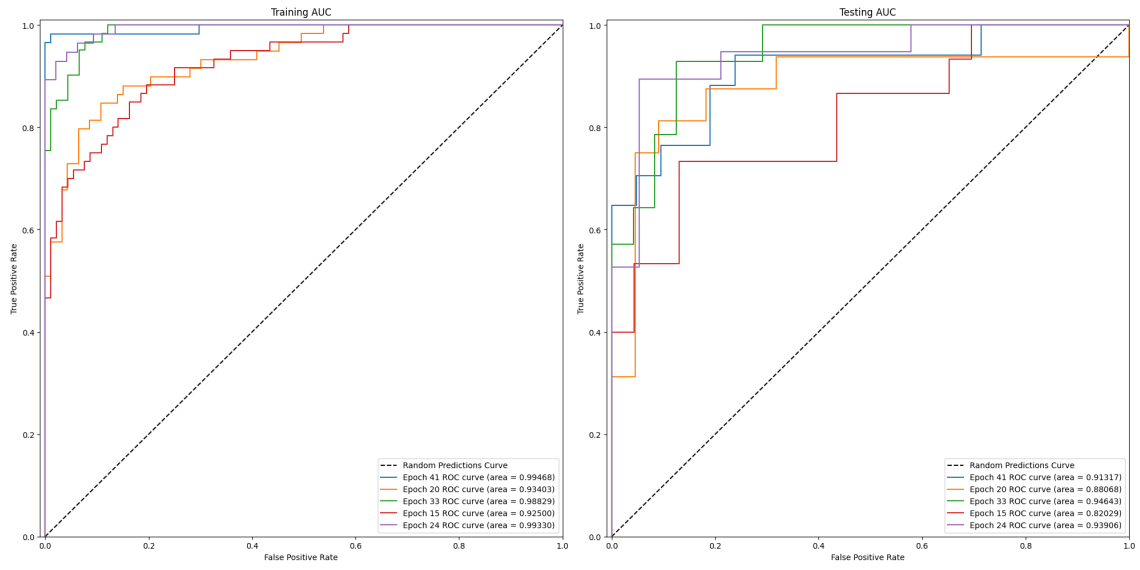 Training AUC
True Positive Rate
1.0
0.8
0.6
0.4
0.2
0.0
0.0
0.2
0.4
0.6
0.8
1.0
False Positive Rate
Random Predictions Curve
Epoch 41 ROC curve (area = 0.99468)
Epoch 20 ROC curve (area = 0.93403)
Epoch 33 ROC curve (area = 0.98829)
Epoch 15 ROC curve (area = 0.92500)
Epoch 24 ROC curve (area = 0.99330)
Testing AUC
True Positive Rate
1.0
0.8
0.6
0.4
0.2
0.0
0.0
0.2
0.4
0.6
0.8
1.0
False Positive Rate
Random Predictions Curve
Epoch 41 ROC curve (area = 0.91317)
Epoch 20 ROC curve (area = 0.88068)
Epoch 33 ROC curve (area = 0.94643)
Epoch 15 ROC curve (area = 0.82029)
Epoch 24 ROC curve (area = 0.93906)